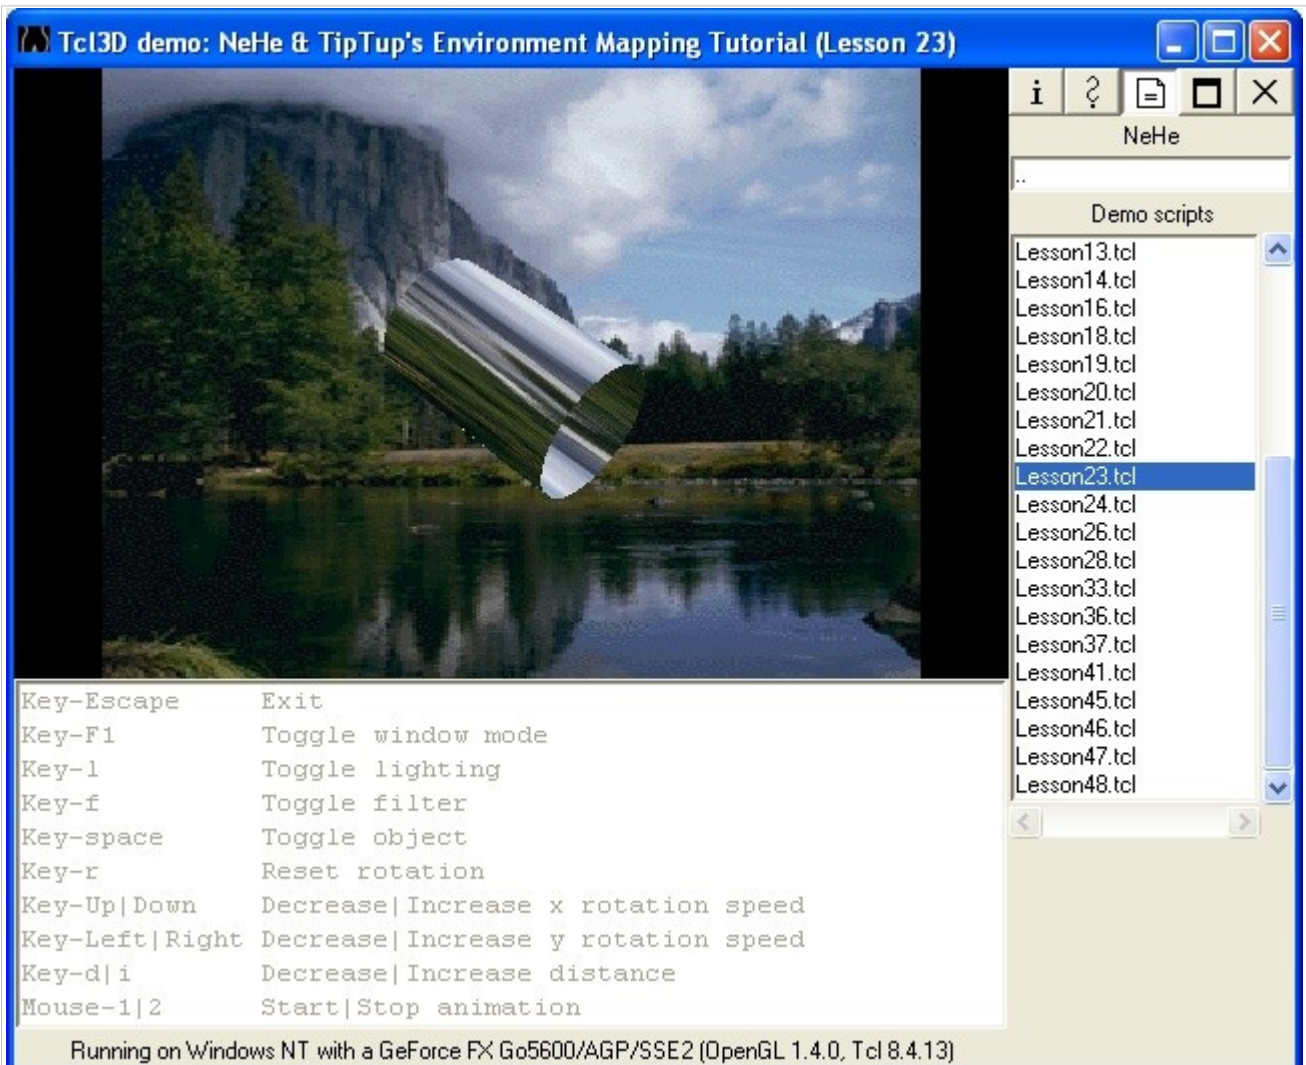 Tcl3D demo: NeHe & TipTup's Environment Mapping Tutorial (Lesson 23)
i ?
NeHe
..
Demo scripts
Lesson13.tcl
Lesson14.tcl
Lesson16.tcl
Lesson18.tcl
Lesson19.tcl
Lesson20.tcl
Lesson21.tcl
Lesson22.tcl
Lesson23.tcl
Lesson24.tcl
Lesson26.tcl
Lesson28.tcl
Lesson33.tcl
Lesson36.tcl
Lesson37.tcl
Lesson41.tcl
Lesson45.tcl
Lesson46.tcl
Lesson47.tcl
Lesson48.tcl
Key-Escape Exit
Key-F1 Toggle window mode
Key-l Toggle lighting
Key-f Toggle filter
Key-space Toggle object
Key-r Reset rotation
Key-Up|Down Decrease|Increase x rotation speed
Key-Left|Right Decrease|Increase y rotation speed
Key-d|i Decrease|Increase distance
Mouse-1|2 Start|Stop animation
Running on Windows NT with a GeForce FX Go5600/AGP/SSE2 (OpenGL 1.4.0, Tcl 8.4.13)